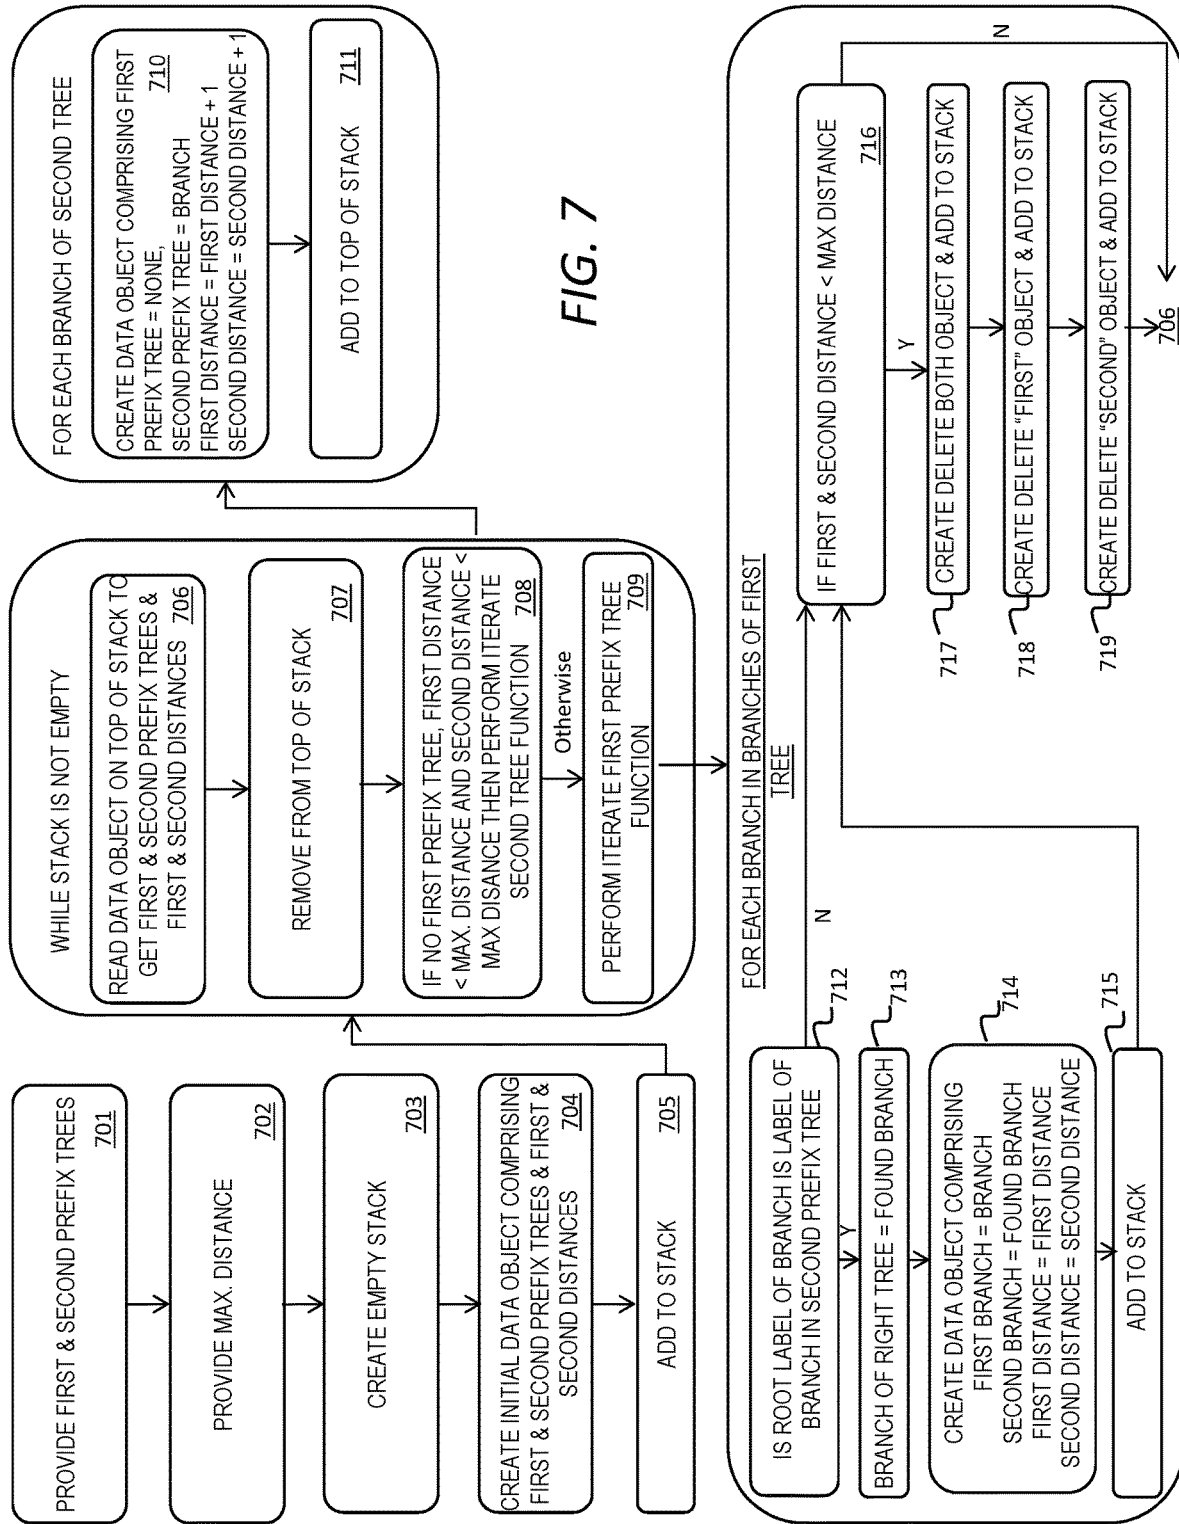 PROVIDE FIRST & SECOND PREFIX TREES
701
PROVIDE MAX. DISTANCE
702
CREATE EMPTY STACK
703
CREATE INITIAL DATA OBJECT COMPRISING
FIRST & SECOND PREFIX TREES & FIRST &
SECOND DISTANCES
704
ADD TO STACK
705
WHILE STACK IS NOT EMPTY
READ DATA OBJECT ON TOP OF STACK TO
GET FIRST & SECOND PREFIX TREES &
FIRST & SECOND DISTANCES
706
REMOVE FROM TOP OF STACK
707
IF NO FIRST PREFIX TREE, FIRST DISTANCE
< MAX. DISTANCE AND SECOND DISTANCE <
MAX DISANCE THEN PERFORM ITERATE
SECOND TREE FUNCTION
708
Otherwise
PERFORM ITERATE FIRST PREFIX TREE
FUNCTION
709
FOR EACH BRANCH OF SECOND TREE
CREATE DATA OBJECT COMPRISING FIRST
PREFIX TREE = NONE,
710
SECOND PREFIX TREE = BRANCH
FIRST DISTANCE = FIRST DISTANCE + 1
SECOND DISTANCE = SECOND DISTANCE + 1
ADD TO TOP OF STACK
711
FIG. 7
FOR EACH BRANCH IN BRANCHES OF FIRST
TREE
IS ROOT LABEL OF BRANCH IS LABEL OF
BRANCH IN SECOND PREFIX TREE
712
N
Y
BRANCH OF RIGHT TREE = FOUND BRANCH
713
CREATE DATA OBJECT COMPRISING
FIRST BRANCH = BRANCH
SECOND BRANCH = FOUND BRANCH
FIRST DISTANCE = FIRST DISTANCE
SECOND DISTANCE = SECOND DISTANCE
714
ADD TO STACK
715
IF FIRST & SECOND DISTANCE < MAX DISTANCE
716
N
Y
CREATE DELETE BOTH OBJECT & ADD TO STACK
717
CREATE DELETE "FIRST" OBJECT & ADD TO STACK
718
CREATE DELETE "SECOND" OBJECT & ADD TO STACK
719
706